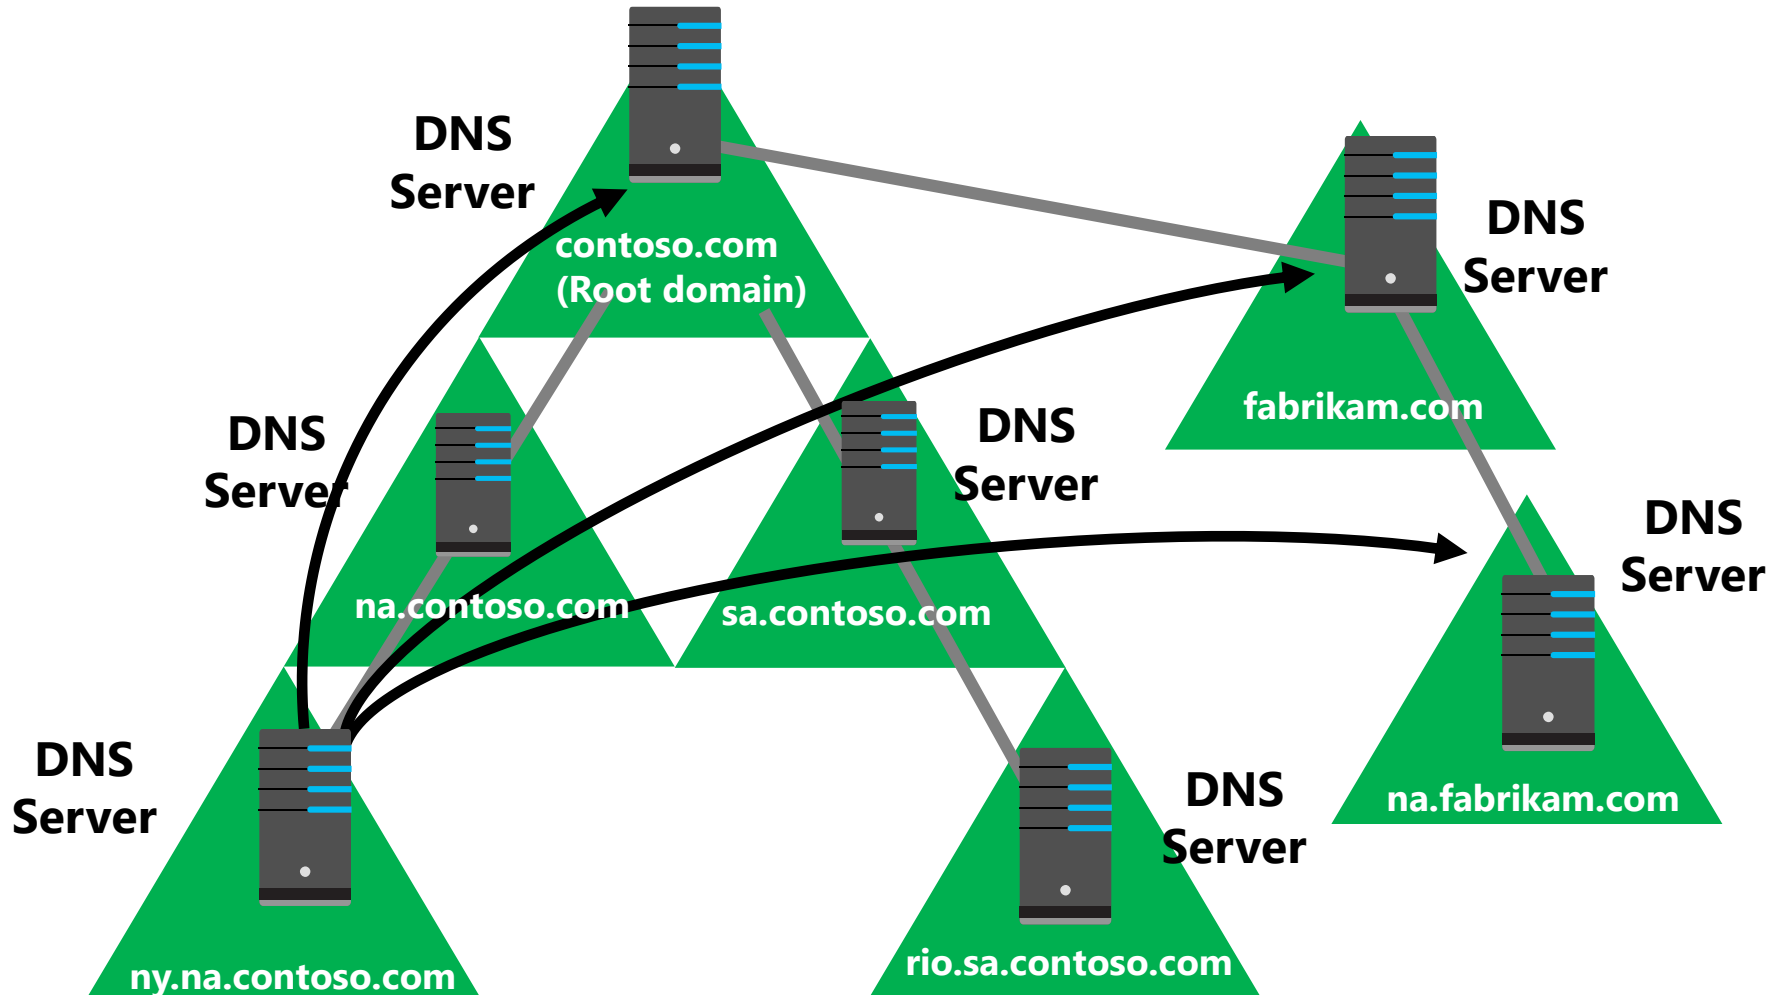 DNS
Server
contoso.com
(Root domain)
DNS
Server
fabrikam.com
DNS
Server
na.contoso.com
DNS
Server
sa.contoso.com
DNS
Server
na.fabrikam.com
DNS
Server
ny.na.contoso.com
DNS
Server
rio.sa.contoso.com